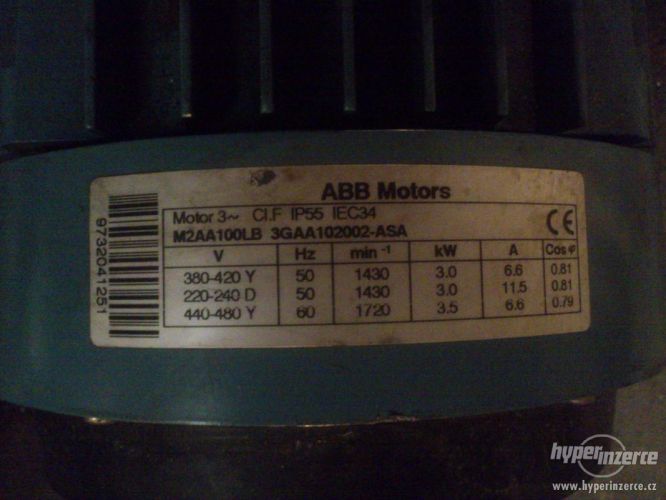 ABB Motors
Motor 3~ Cl.F IP55 IEC34
M2AA100LB 3GAA102002-ASA
CE
V Hz min -1 kW A Cos φ
380-420 Y 50 1430 3.0 6.6 0.81
220-240 D 50 1430 3.0 11.5 0.81
440-480 Y 60 1720 3.5 6.6 0.79
9732041251
hyperinzerce
www.hyperinzerce.cz